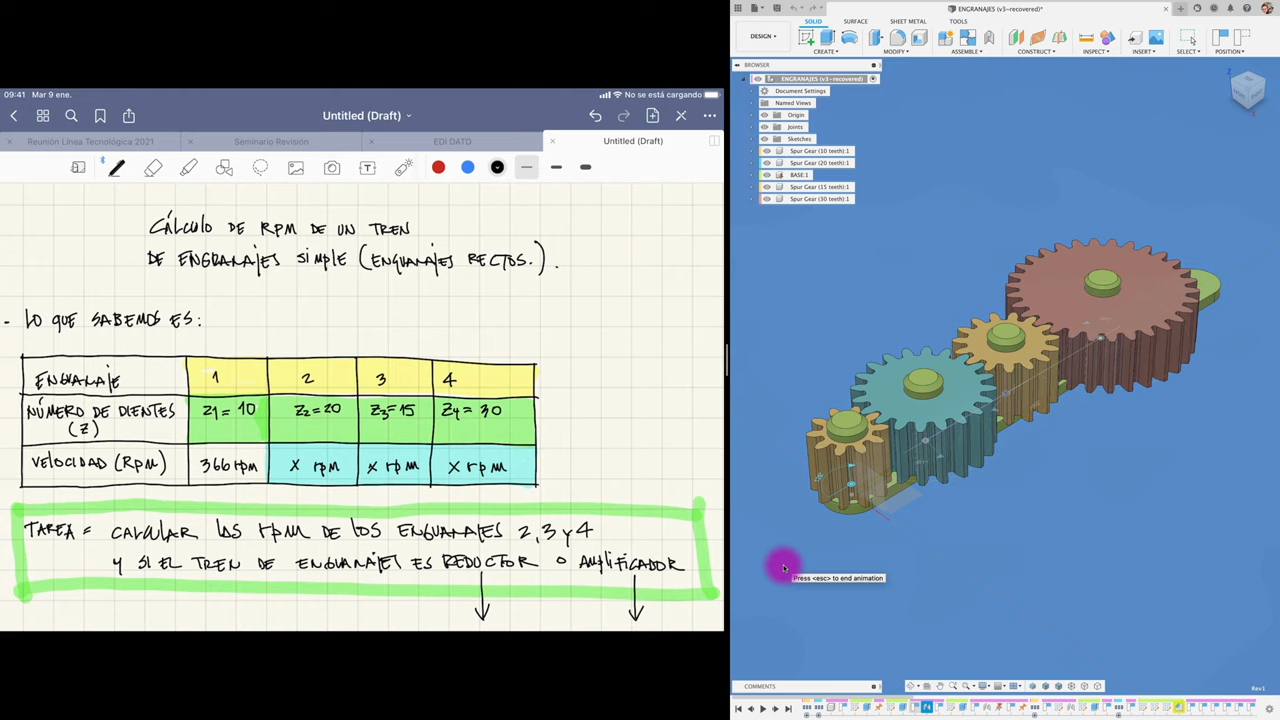 09:41 Mar 9 ene
No se está cargando
Untitled (Draft)
Reunión
lógica 2021
Seminario Revisión
EDI DATO
Untitled (Draft)
CÁLCULO DE RPM DE UN TREN
DE ENGRANAJES SIMPLE (ENGRANAJES RECTOS.).
- LO QUE SABEMOS ES:
ENGRANAJE 1 2 3 4
NÚMERO DE DIENTES (Z) Z1=10 Z2=20 Z3=15 Z4=30
VELOCIDAD (RPM) 366 rpm X rpm X rpm X rpm
TAREA = CALCULAR LAS rpm DE LOS ENGRANAJES 2, 3 y 4
Y SI EL TREN DE ENGRANAJES ES REDUCTOR O AMPLIFICADOR
ENGRANAJES (v3~recovered)*
SOLID SURFACE SHEET METAL TOOLS
DESIGN
CREATE MODIFY ASSEMBLE CONSTRUCT INSPECT INSERT SELECT POSITION
BROWSER
ENGRANAJES (v3~recovered)
Document Settings
Named Views
Origin
Joints
Sketches
Spur Gear (10 teeth):1
Spur Gear (20 teeth):1
BASE:1
Spur Gear (15 teeth):1
Spur Gear (30 teeth):1
Press <esc> to end animation
COMMENTS
Rev1